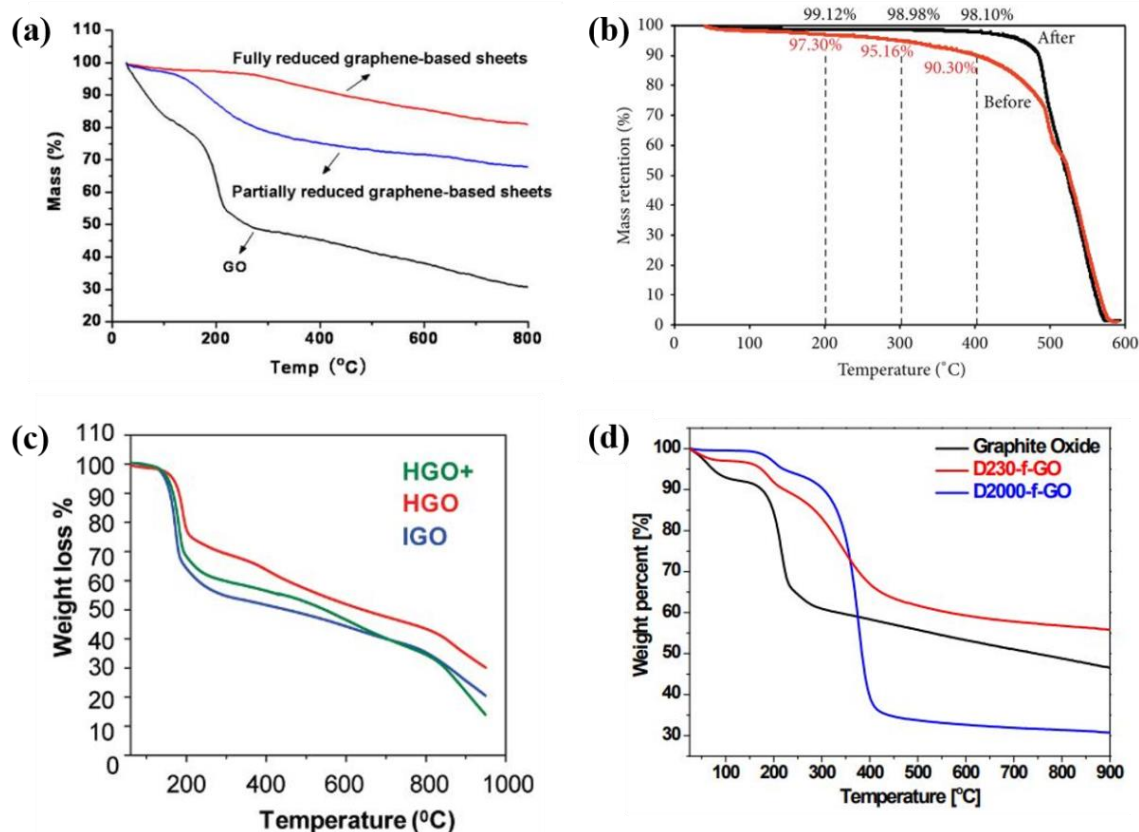 (a)
100
90
80
70
60
50
40
30
20
Mass (%)
Fully reduced graphene-based sheets
Partially reduced graphene-based sheets
GO
0 200 400 600 800
Temp (°C)
(b)
99.12% 98.98% 98.10%
97.30% 95.16% 90.30%
After
Before
100
90
80
70
60
50
40
30
20
10
0
Mass retention (%)
0 100 200 300 400 500 600
Temperature (°C)
(c)
110
100
90
80
70
60
50
40
30
20
10
0
Weight loss %
HGO+
HGO
IGO
200 400 600 800 1000
Temperature (⁰C)
(d)
100
90
80
70
60
50
40
30
Weight percent [%]
Graphite Oxide
D230-f-GO
D2000-f-GO
100 200 300 400 500 600 700 800 900
Temperature [°C]